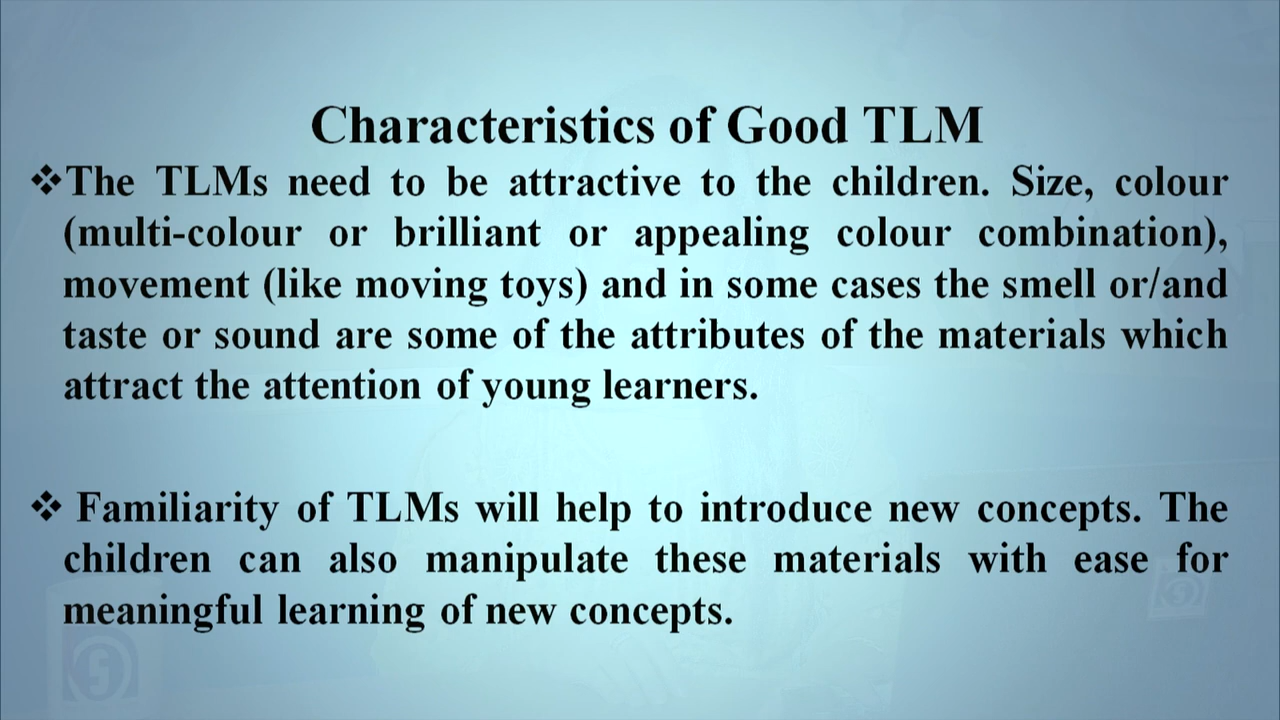 Characteristics of Good TLM
❖The TLMs need to be attractive to the children. Size, colour
(multi-colour or brilliant or appealing colour combination),
movement (like moving toys) and in some cases the smell or/and
taste or sound are some of the attributes of the materials which
attract the attention of young learners.
❖ Familiarity of TLMs will help to introduce new concepts. The
children can also manipulate these materials with ease for
meaningful learning of new concepts.